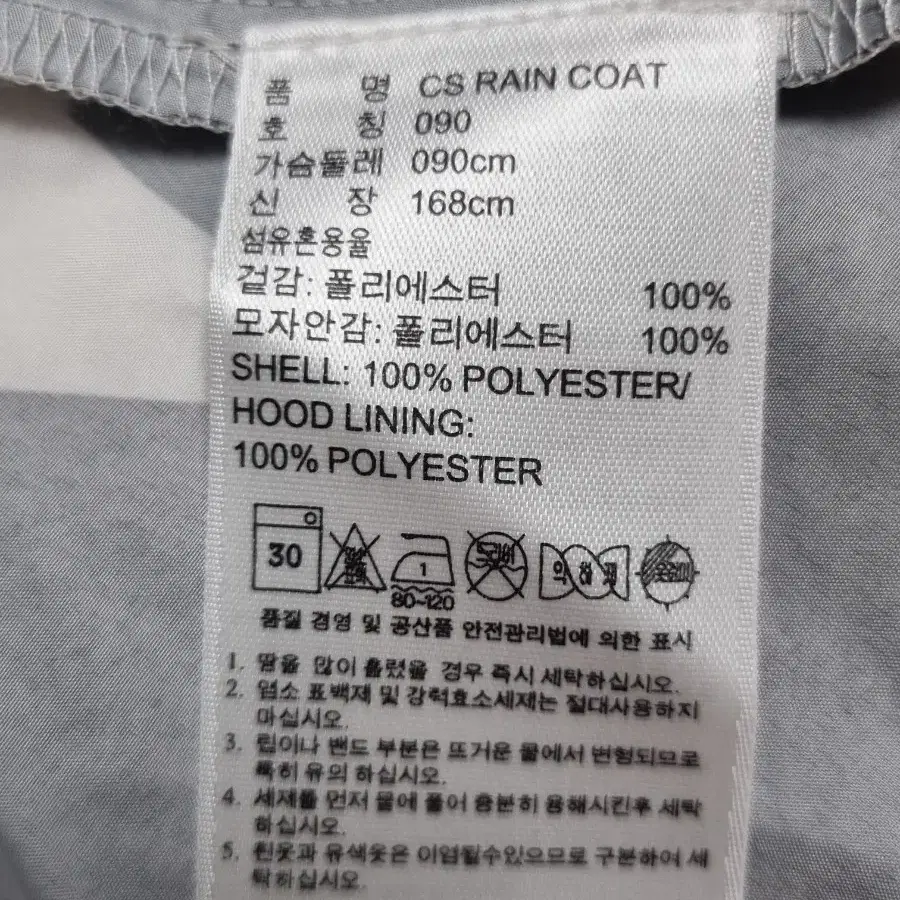 품 명 CS RAIN COAT
호 칭 090
가슴둘레 090cm
신 장 168cm
섬유혼용율
겉감: 폴리에스터 100%
모자안감: 폴리에스터 100%
SHELL: 100% POLYESTER/
HOOD LINING:
100% POLYESTER
30
1
80~120
드라이
약 하 게
옷걸이
품질 경영 및 공산품 안전관리법에 의한 표시
1. 땀을 많이 흘렸을 경우 즉시 세탁하십시오.
2. 염소 표백제 및 강력효소세제는 절대사용하지
마십시오.
3. 립이나 밴드 부분은 뜨거운 물에서 변형되므로
특히 유의 하십시오.
4. 세제를 먼저 물에 풀어 충분히 용해시킨후 세탁
하십시오.
5. 흰옷과 유색옷은 이염될수있으므로 구분하여 세
탁하십시오.